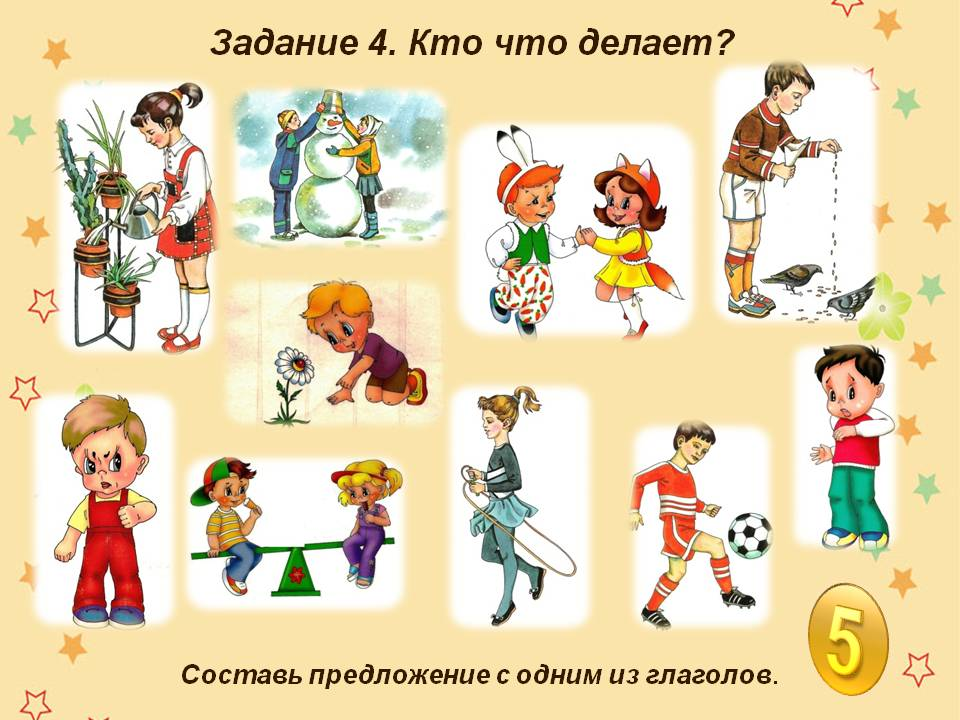 Задание 4. Кто что делает?
Составь предложение с одним из глаголов.
5